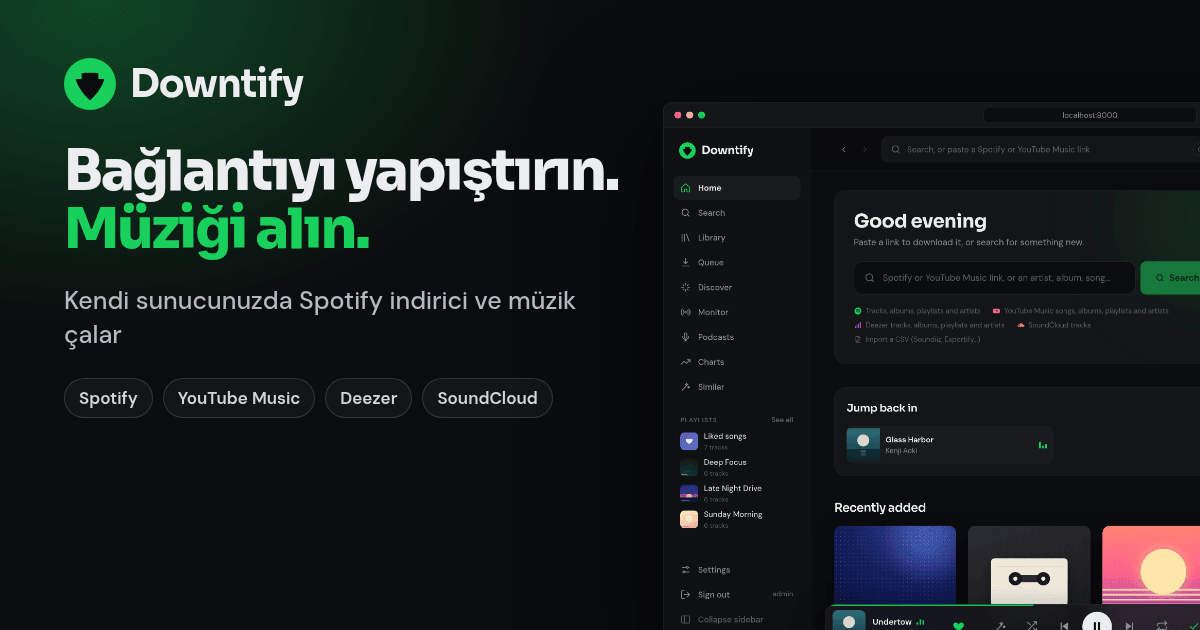 Downtify
Bağlantıyı yapıştırın.
Müziği alın.
Kendi sunucunuzda Spotify indirici ve müzik
çalar
Spotify
YouTube Music
Deezer
SoundCloud
localhost:8000
Downtify
Search, or paste a Spotify or YouTube Music link
Home
Search
Library
Queue
Discover
Monitor
Podcasts
Charts
Similar
PLAYLISTS
See all
Liked songs
7 tracks
Deep Focus
6 tracks
Late Night Drive
6 tracks
Sunday Morning
6 tracks
Settings
Sign out
admin
Collapse sidebar
Good evening
Paste a link to download it, or search for something new.
Spotify or YouTube Music link, or an artist, album, song...
Search
Tracks, albums, playlists and artists
YouTube Music songs, albums, playlists and artists
Deezer tracks, albums, playlists and artists
SoundCloud tracks
Import a CSV (Soundiiz, Exportify...)
Jump back in
Glass Harbor
Kenji Aoki
Recently added
Undertow